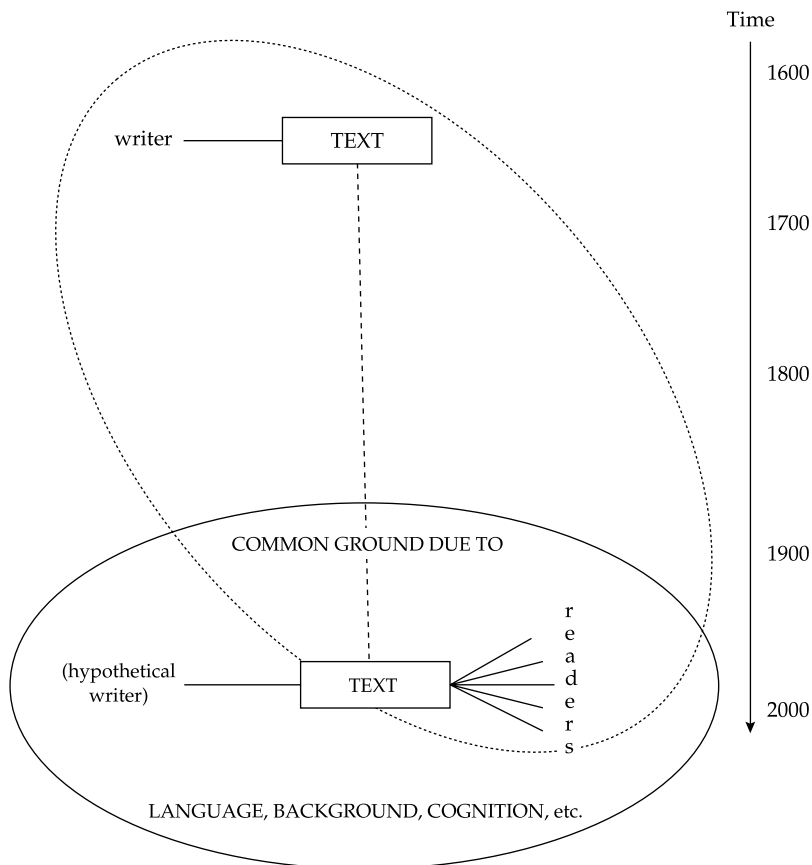 Time
1600
writer
TEXT
1700
1800
COMMON GROUND DUE TO
1900
readers
(hypothetical
writer)
TEXT
2000
LANGUAGE, BACKGROUND, COGNITION, etc.